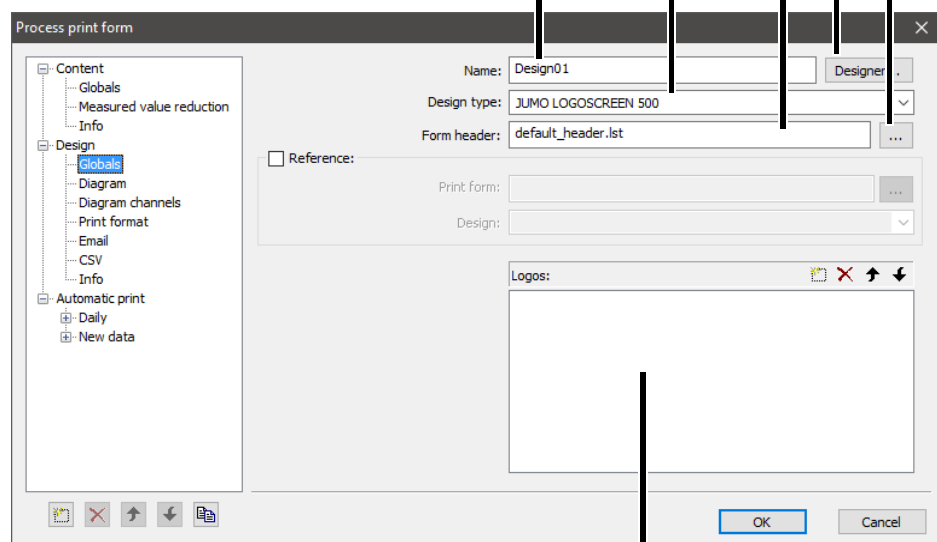 Process print form
Content
Globals
Measured value reduction
Info
Design
Globals
Diagram
Diagram channels
Print format
Email
CSV
Info
Automatic print
Daily
New data
Name: Design01 Designer...
Design type: JUMO LOGOSCREEN 500
Form header: default_header.lst ...
Reference:
Print form: ...
Design:
Logos:
OK Cancel